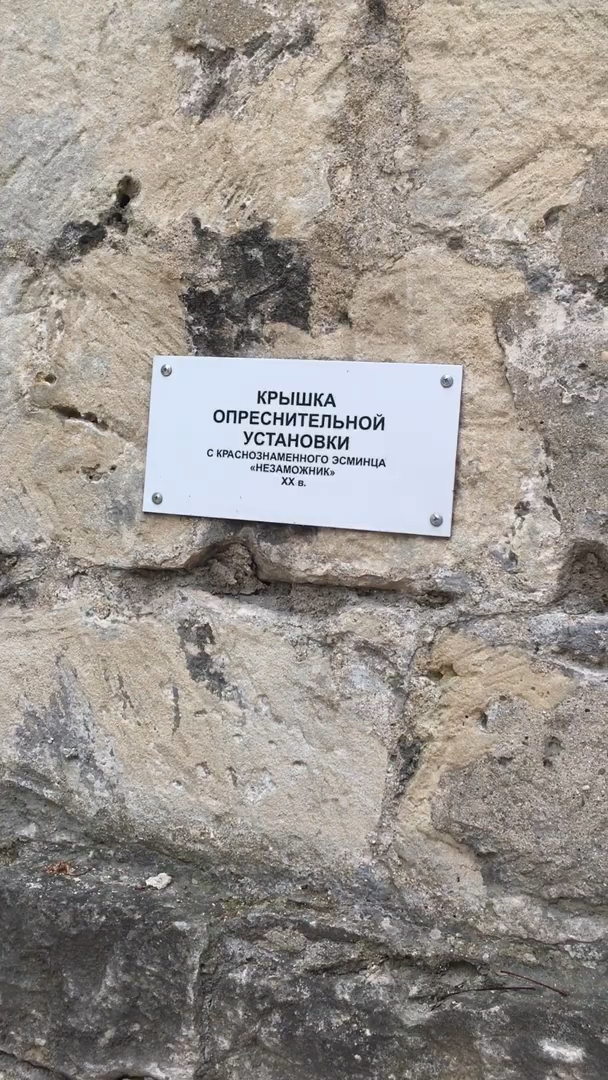 КРЫШКА
ОПРЕСНИТЕЛЬНОЙ
УСТАНОВКИ
С КРАСНОЗНАМЕННОГО ЭСМИНЦА
«НЕЗАМОЖНИК»
XX в.